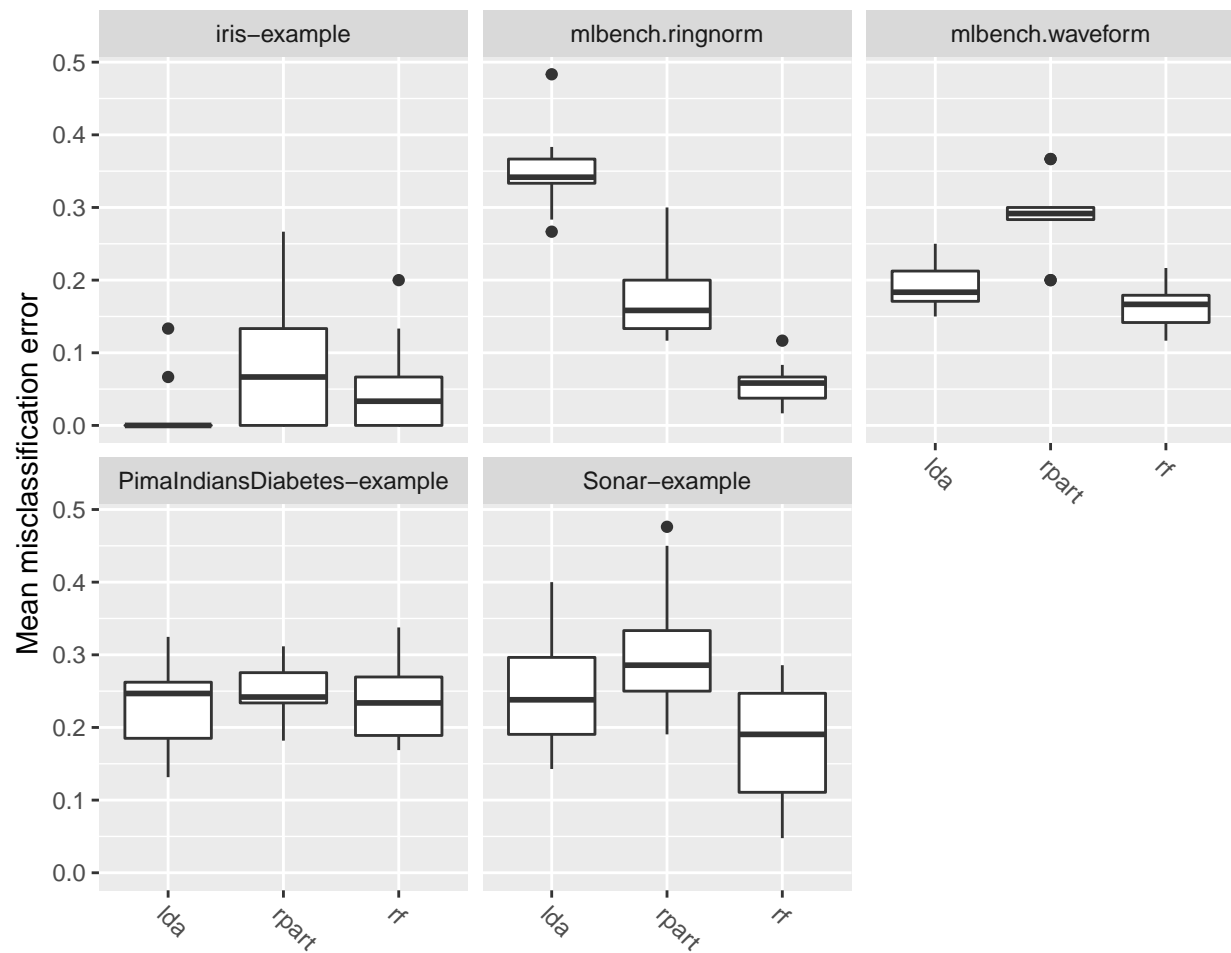 iris−example
mlbench.ringnorm
mlbench.waveform
0.5
0.4
0.3
0.2
0.1
0.0
lda
rpart
rf
PimaIndiansDiabetes−example
Sonar−example
0.5
0.4
0.3
0.2
0.1
0.0
lda
rpart
rf
lda
rpart
rf
Mean misclassification error